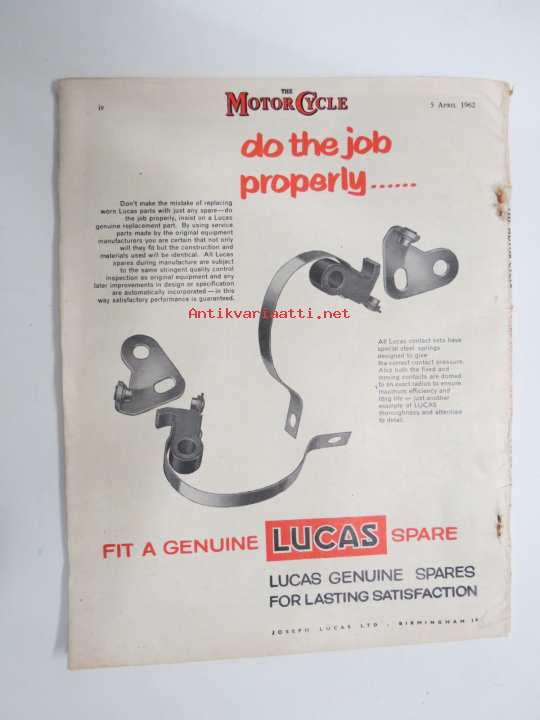 iv
THE
MOTOR CYCLE
5 APRIL 1962
do the job
properly......
Don't make the mistake of replacing
worn Lucas parts with just any spare—do
the job properly, insist on a Lucas
genuine replacement part. By using service
parts made by the original equipment
manufacturers you are certain that not only
will they fit but the construction and
materials used will be identical. All Lucas
spares during manufacture are subject
to the same stringent quality control
inspection as original equipment and any
later improvements in design or specification
are automatically incorporated—in this
way satisfactory performance is guaranteed.
Antikvariaatti.net
All Lucas contact sets have
special steel springs
designed to give
the correct contact pressure.
Also both the fixed and
moving contacts are domed
to an exact radius to ensure
maximum efficiency and
long life — just another
example of LUCAS
thoroughness and attention
to detail.
FIT A GENUINE LUCAS SPARE
LUCAS GENUINE SPARES
FOR LASTING SATISFACTION
JOSEPH LUCAS LTD · BIRMINGHAM 19